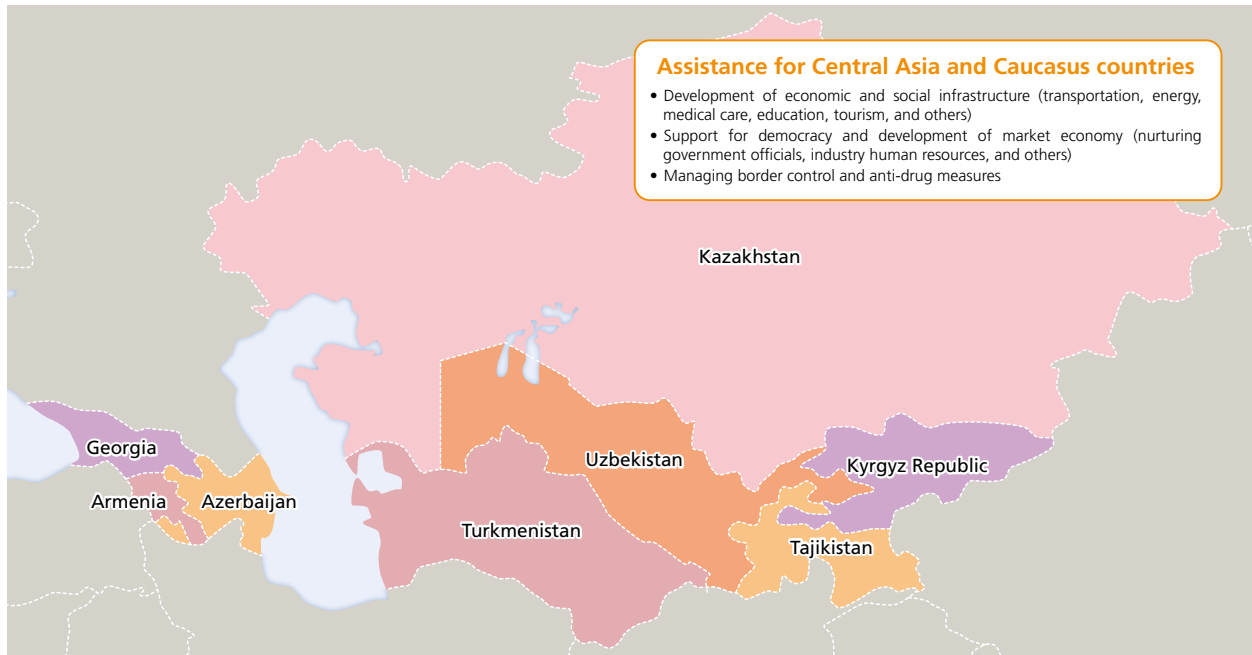 Assistance for Central Asia and Caucasus countries
• Development of economic and social infrastructure (transportation, energy,
medical care, education, tourism, and others)
• Support for democracy and development of market economy (nurturing
government officials, industry human resources, and others)
• Managing border control and anti-drug measures
Kazakhstan
Georgia
Uzbekistan
Kyrgyz Republic
Armenia
Azerbaijan
Turkmenistan
Tajikistan